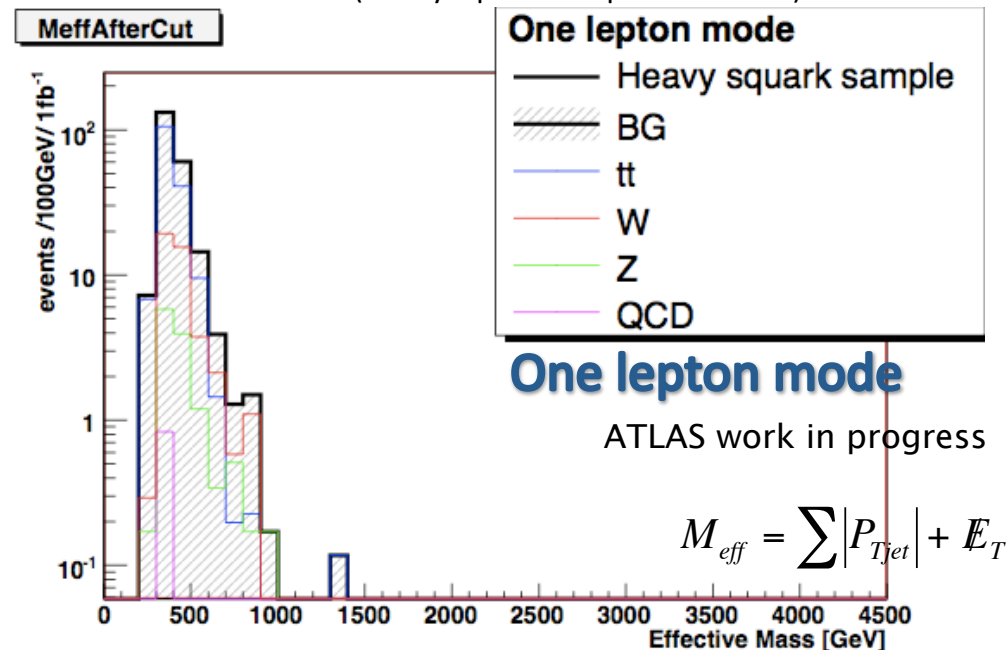 MeffAfterCut
One lepton mode
Heavy squark sample
BG
tt
W
Z
QCD
events /100GeV/ 1fb⁻¹
10²
10
1
10⁻¹
0 500 1000 1500 2000 2500 3000 3500 4000 4500
Effective Mass [GeV]
One lepton mode
ATLAS work in progress
M_eff = ∑|P_Tjet| + E̸_T